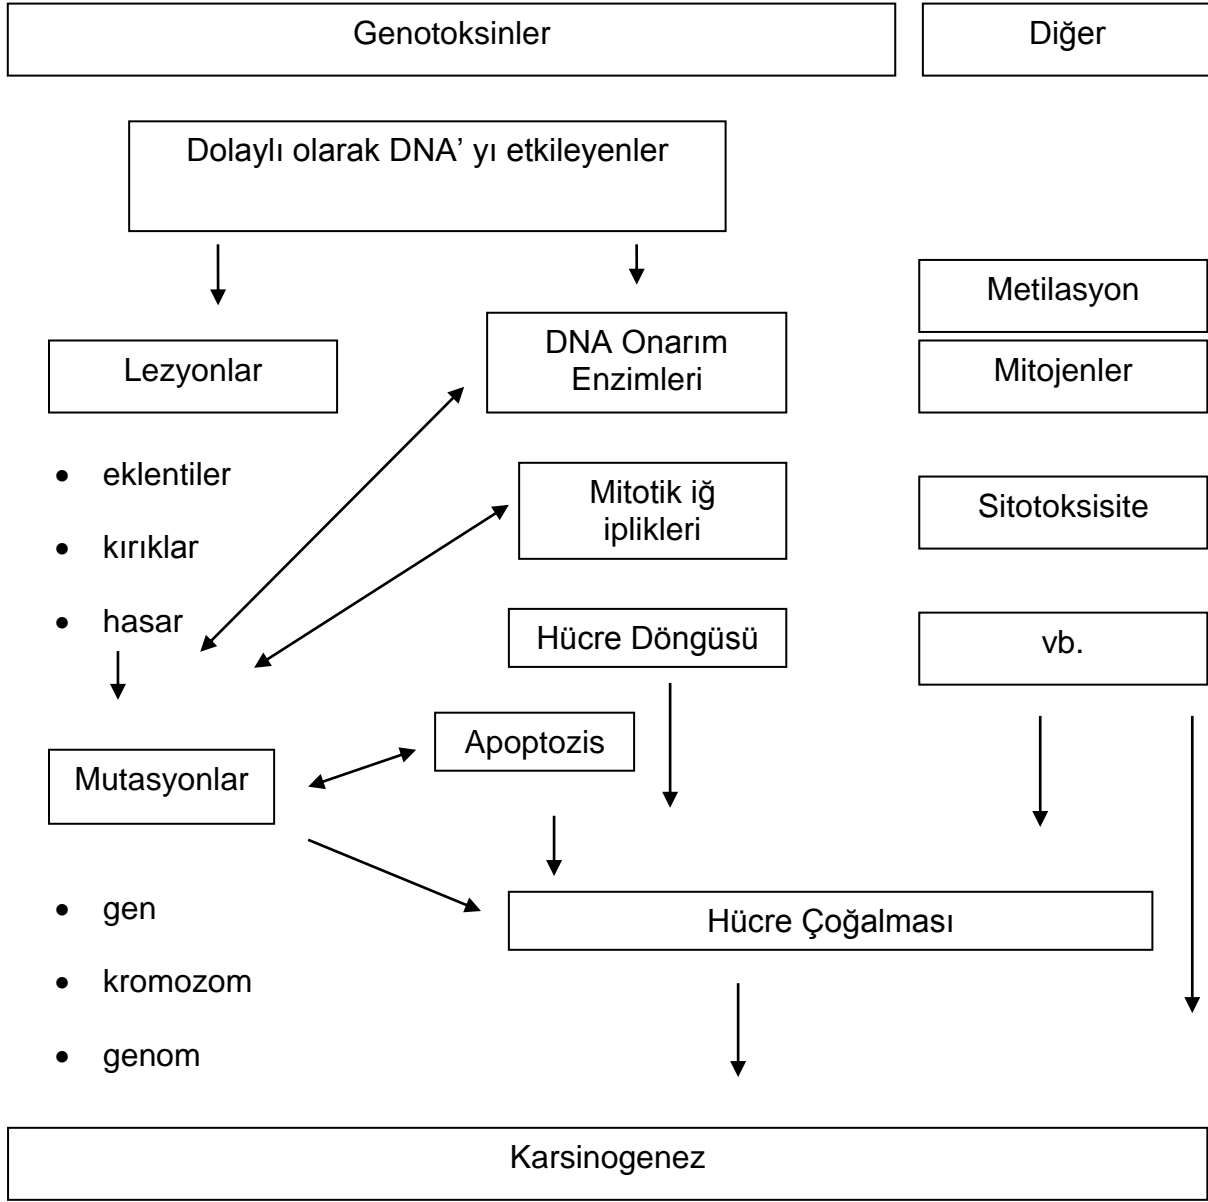 Genotoksinler
Diğer
Dolaylı olarak DNA’ yı etkileyenler
Metilasyon
Lezyonlar
DNA Onarım
Enzimleri
Mitojenler
• eklentiler
Mitotik iğ
iplikleri
Sitotoksisite
• kırıklar
• hasar
Hücre Döngüsü
vb.
Apoptozis
Mutasyonlar
• gen
Hücre Çoğalması
• kromozom
• genom
Karsinogenez